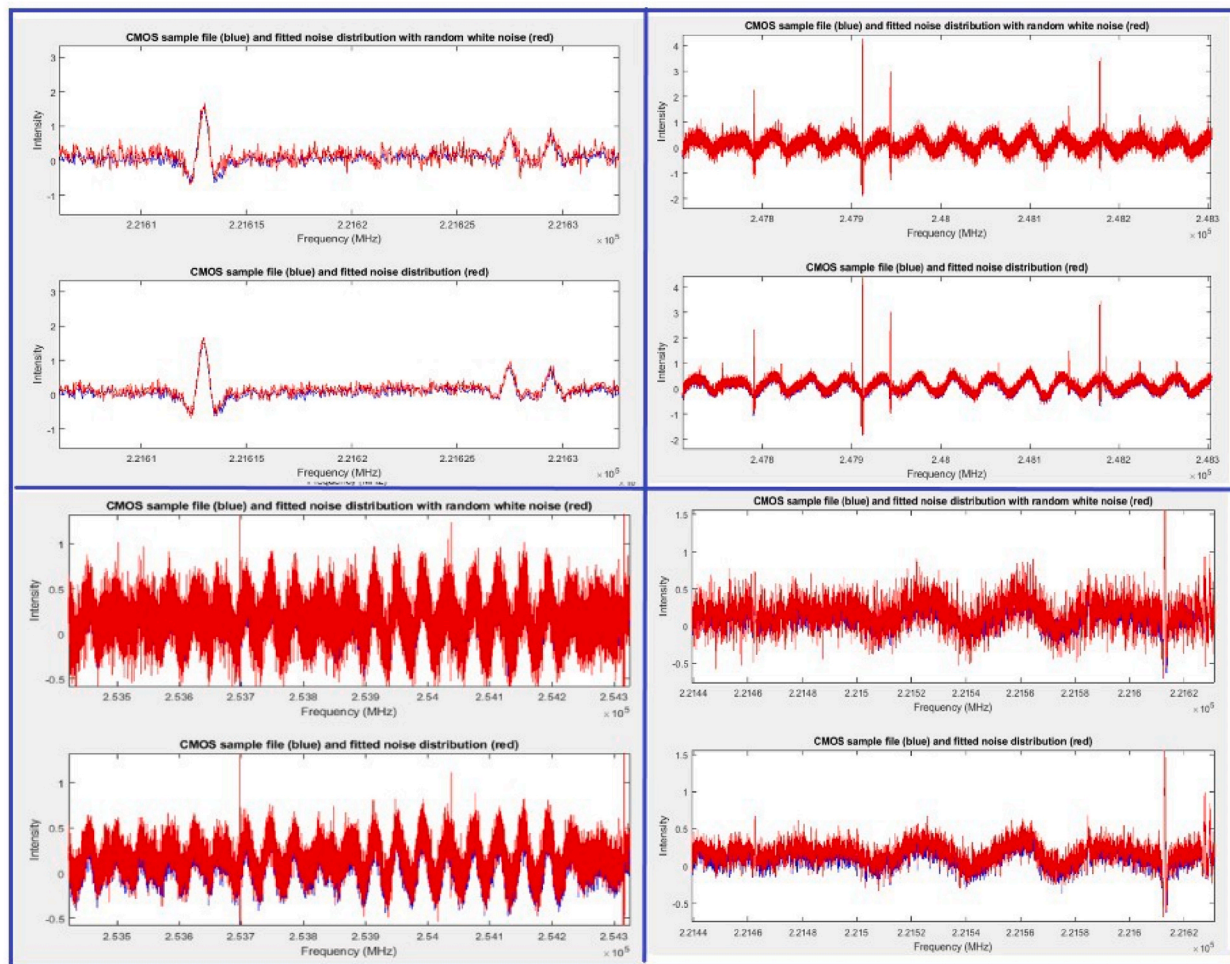 CMOS sample file (blue) and fitted noise distribution with random white noise (red)
3
2
1
0
-1
Intensity
2.2161 2.21615 2.2162 2.21625 2.2163
Frequency (MHz)
× 10^5
CMOS sample file (blue) and fitted noise distribution (red)
3
2
1
0
-1
Intensity
2.2161 2.21615 2.2162 2.21625 2.2163
Frequency (MHz)
× 10^5
CMOS sample file (blue) and fitted noise distribution with random white noise (red)
4
3
2
1
0
-1
-2
Intensity
2.478 2.479 2.48 2.481 2.482 2.483
Frequency (MHz)
× 10^5
CMOS sample file (blue) and fitted noise distribution (red)
4
3
2
1
0
-1
-2
Intensity
2.478 2.479 2.48 2.481 2.482 2.483
Frequency (MHz)
× 10^5
CMOS sample file (blue) and fitted noise distribution with random white noise (red)
1
0.5
0
-0.5
Intensity
2.535 2.536 2.537 2.538 2.539 2.54 2.541 2.542 2.543
Frequency (MHz)
× 10^5
CMOS sample file (blue) and fitted noise distribution (red)
1
0.5
0
-0.5
Intensity
2.535 2.536 2.537 2.538 2.539 2.54 2.541 2.542 2.543
Frequency (MHz)
× 10^5
CMOS sample file (blue) and fitted noise distribution with random white noise (red)
1.5
1
0.5
0
-0.5
Intensity
2.2144 2.2146 2.2148 2.215 2.2152 2.2154 2.2156 2.2158 2.216 2.2162
Frequency (MHz)
× 10^5
CMOS sample file (blue) and fitted noise distribution (red)
1.5
1
0.5
0
-0.5
Intensity
2.2144 2.2146 2.2148 2.215 2.2152 2.2154 2.2156 2.2158 2.216 2.2162
Frequency (MHz)
× 10^5